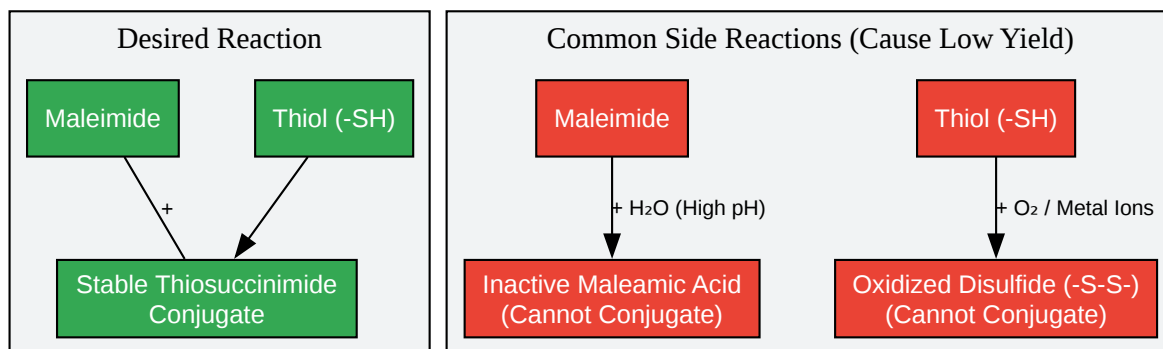 Desired Reaction
Maleimide
Thiol (-SH)
+
Stable Thiosuccinimide
Conjugate
Common Side Reactions (Cause Low Yield)
Maleimide
Thiol (-SH)
+ H₂O (High pH)
+ O₂ / Metal Ions
Inactive Maleamic Acid
(Cannot Conjugate)
Oxidized Disulfide (-S-S-)
(Cannot Conjugate)